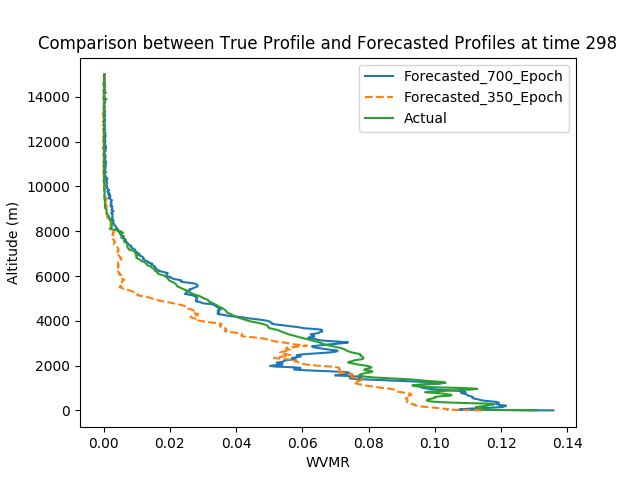 Comparison between True Profile and Forecasted Profiles at time 298
Forecasted_700_Epoch
Forecasted_350_Epoch
Actual
Altitude (m)
14000
12000
10000
8000
6000
4000
2000
0
0.00 0.02 0.04 0.06 0.08 0.10 0.12 0.14
WVMR